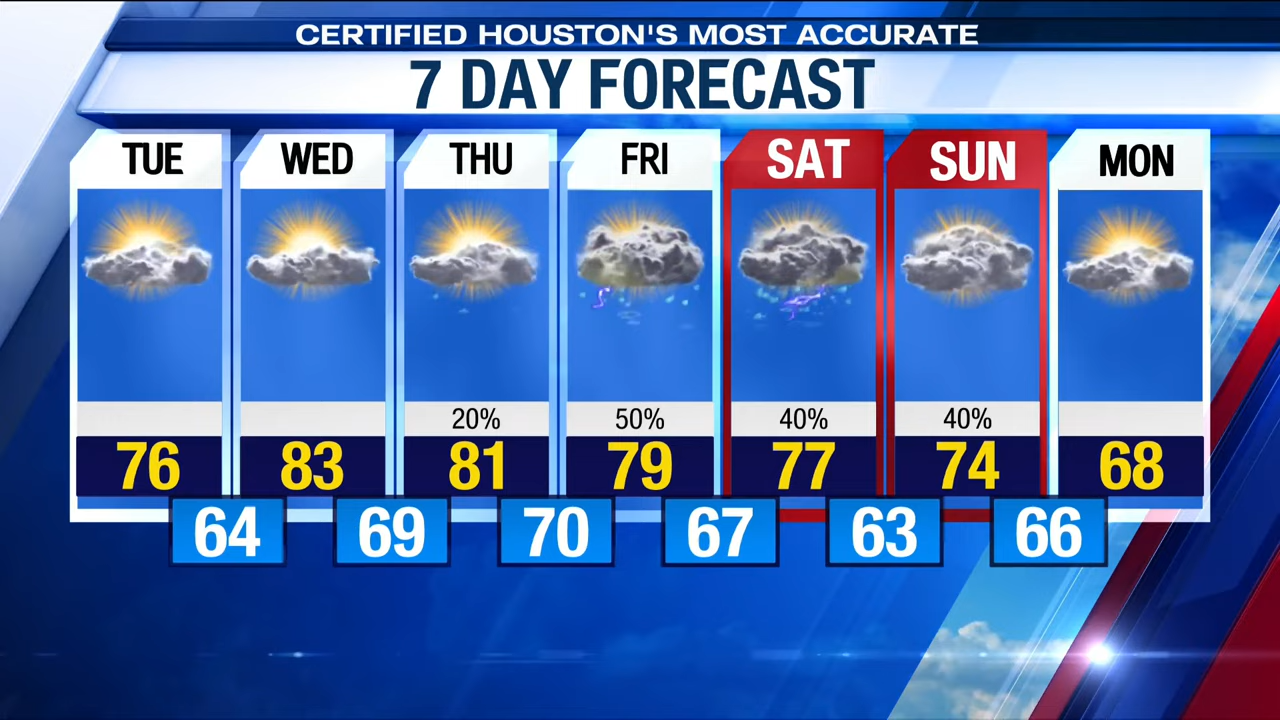 CERTIFIED HOUSTON'S MOST ACCURATE
7 DAY FORECAST
TUE WED THU FRI SAT SUN MON
20% 50% 40% 40%
76 83 81 79 77 74 68
64 69 70 67 63 66